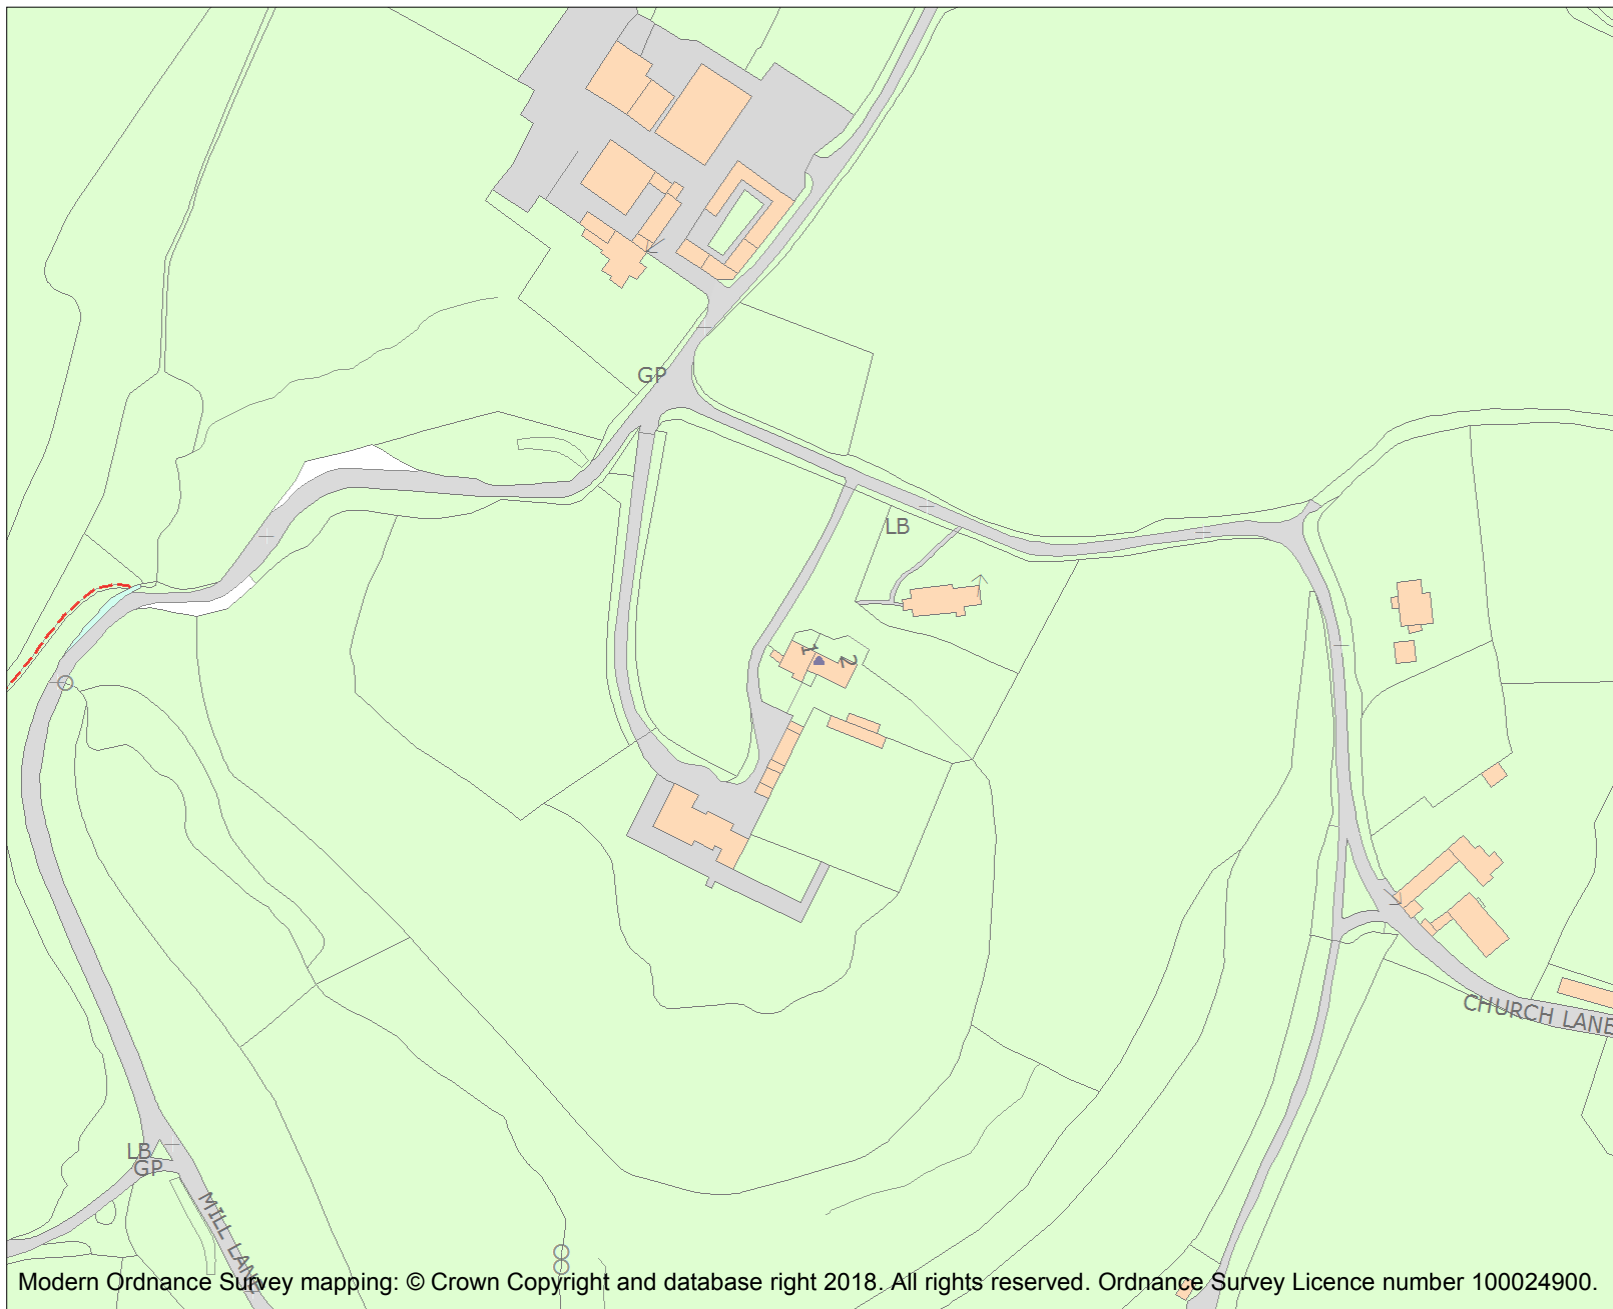 GP
LB
1
2
CHURCH LANE
LB
GP
MILL LANE
Modern Ordnance Survey mapping: © Crown Copyright and database right 2018. All rights reserved. Ordnance Survey Licence number 100024900.